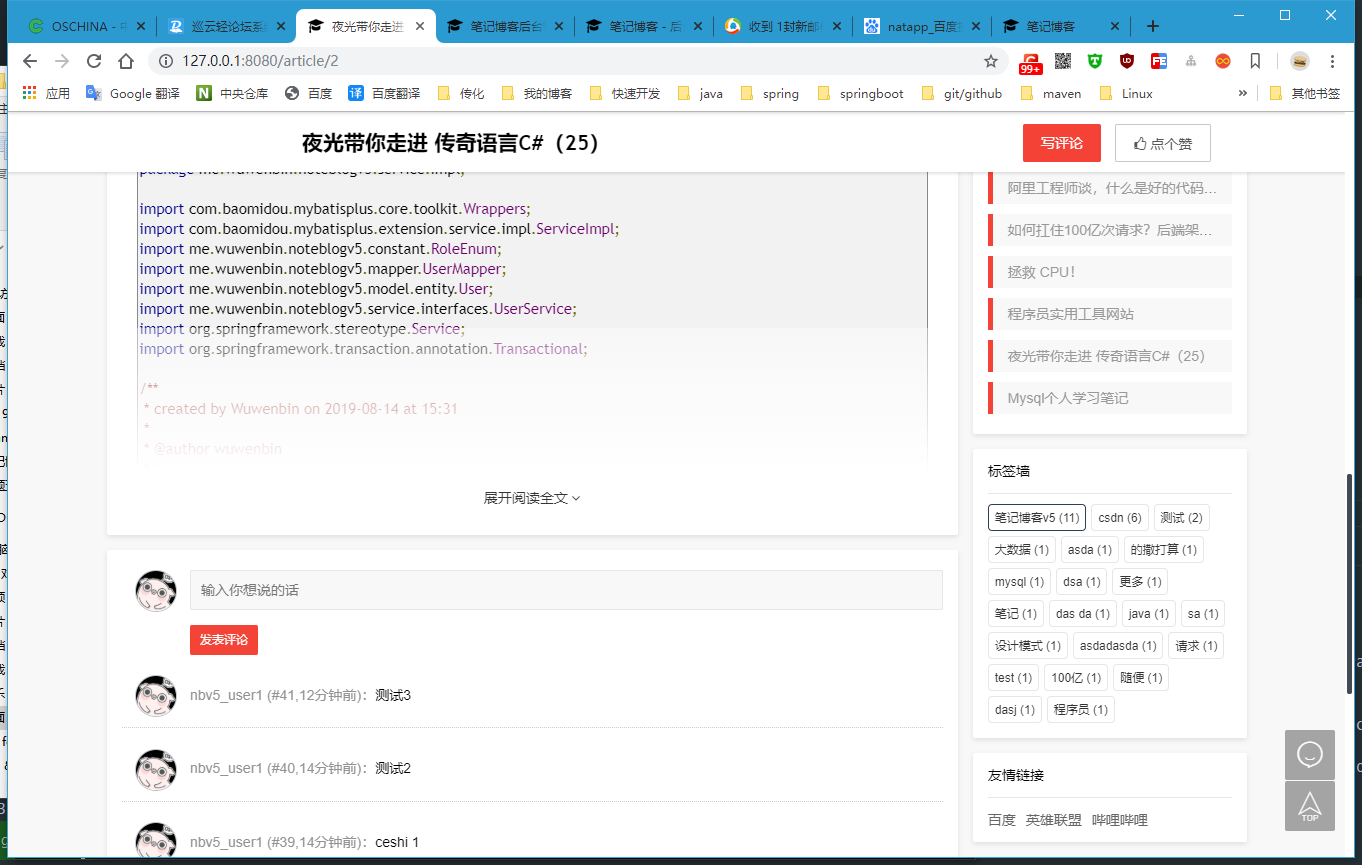 OSCHINA - 中
巡云轻论坛系统
夜光带你走进
笔记博客后台
笔记博客 - 后
收到 1封新邮件
natapp_百度
笔记博客
127.0.0.1:8080/article/2
99+
应用 Google 翻译 中央仓库 百度 百度翻译 传化 我的博客 快速开发 java spring springboot git/github maven Linux » 其他书签
夜光带你走进 传奇语言C#（25）
写评论
点个赞
package me.wuwenbin.noteblogv5.service.impl;
import com.baomidou.mybatisplus.core.toolkit.Wrappers;
import com.baomidou.mybatisplus.extension.service.impl.ServiceImpl;
import me.wuwenbin.noteblogv5.constant.RoleEnum;
import me.wuwenbin.noteblogv5.mapper.UserMapper;
import me.wuwenbin.noteblogv5.model.entity.User;
import me.wuwenbin.noteblogv5.service.interfaces.UserService;
import org.springframework.stereotype.Service;
import org.springframework.transaction.annotation.Transactional;
/**
* created by Wuwenbin on 2019-08-14 at 15:31
*
* @author wuwenbin
展开阅读全文
输入你想说的话
发表评论
nbv5_user1 (#41,12分钟前)：测试3
nbv5_user1 (#40,14分钟前)：测试2
nbv5_user1 (#39,14分钟前)：ceshi 1
阿里工程师谈，什么是好的代码...
如何扛住100亿次请求？后端架...
拯救 CPU！
程序员实用工具网站
夜光带你走进 传奇语言C#（25）
Mysql个人学习笔记
标签墙
笔记博客v5 (11) csdn (6) 测试 (2)
大数据 (1) asda (1) 的撒打算 (1)
mysql (1) dsa (1) 更多 (1)
笔记 (1) das da (1) java (1) sa (1)
设计模式 (1) asdadasda (1) 请求 (1)
test (1) 100亿 (1) 随便 (1)
dasj (1) 程序员 (1)
友情链接
百度 英雄联盟 哔哩哔哩
TOP